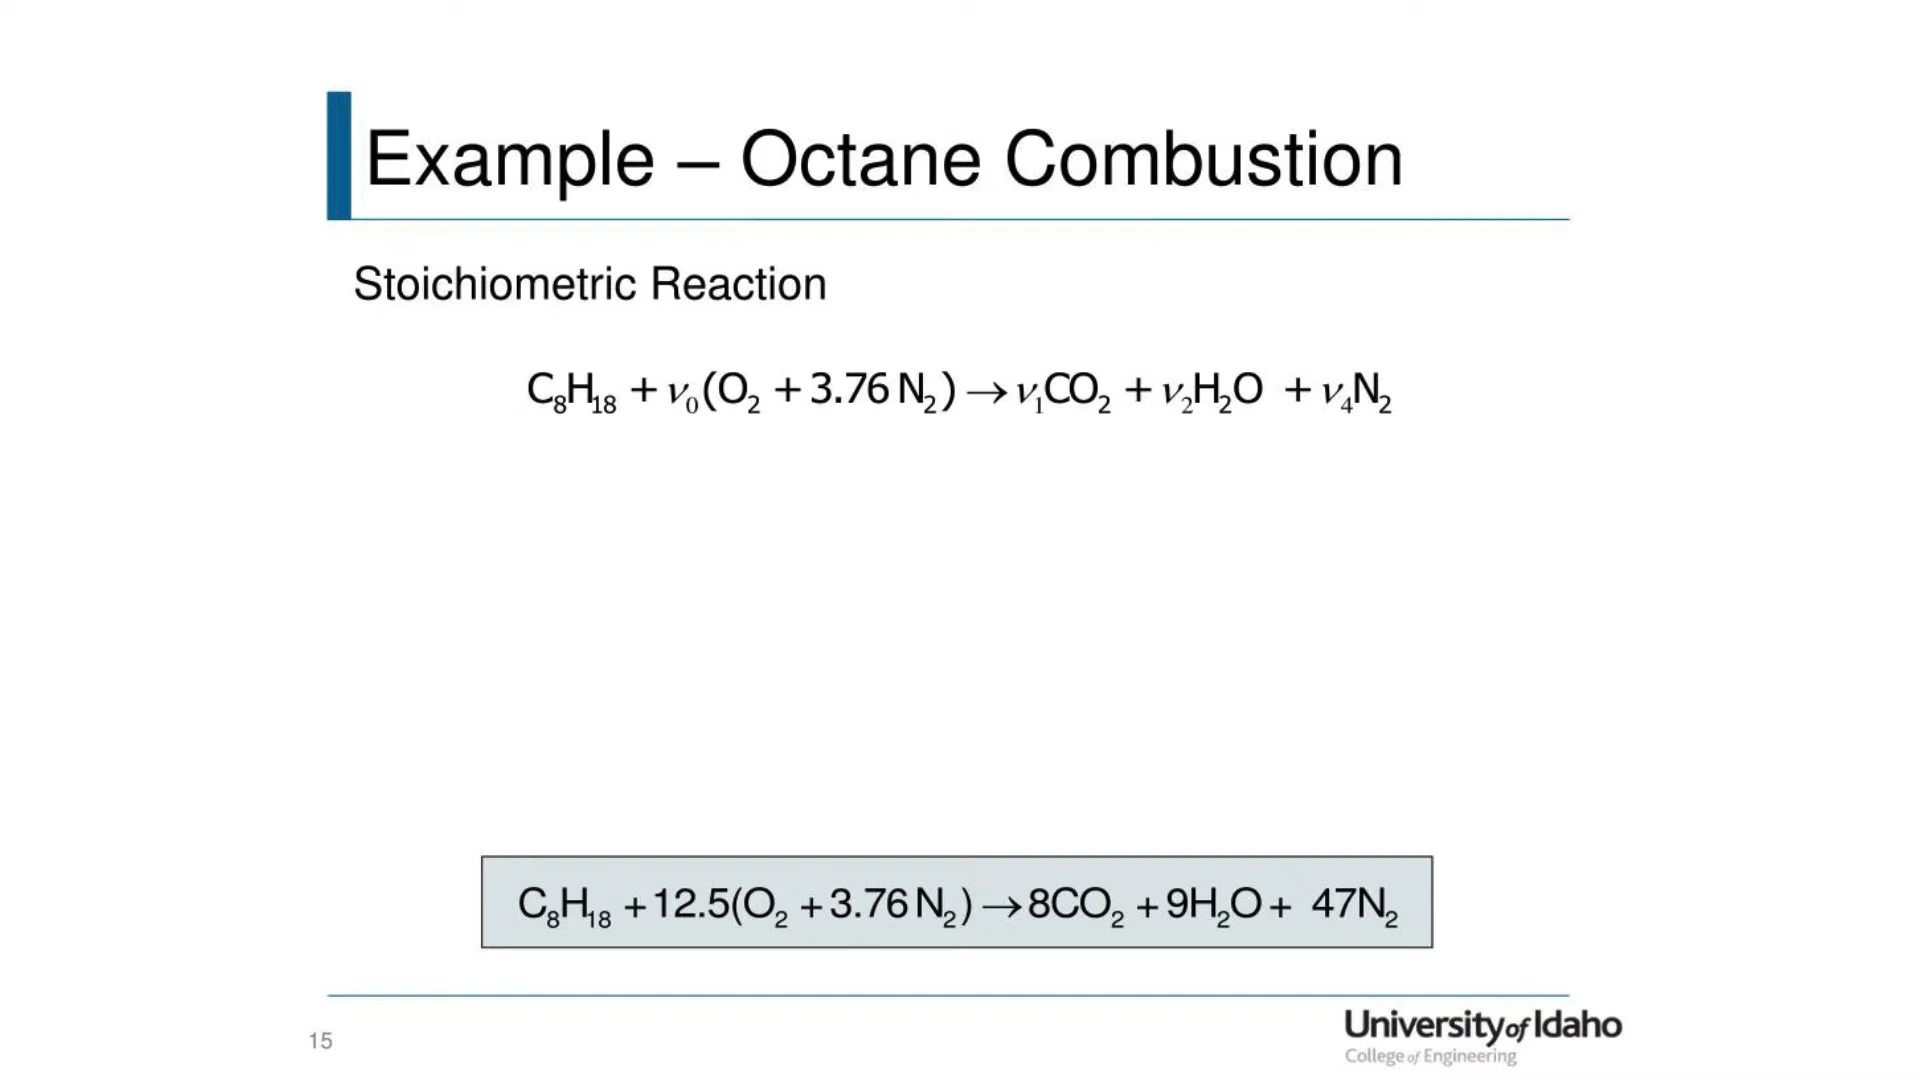 Example – Octane Combustion
Stoichiometric Reaction
C₈H₁₈ + ν₀(O₂ + 3.76 N₂) → ν₁CO₂ + ν₂H₂O + ν₄N₂
C₈H₁₈ + 12.5(O₂ + 3.76 N₂) → 8CO₂ + 9H₂O + 47N₂
15
University of Idaho
College of Engineering